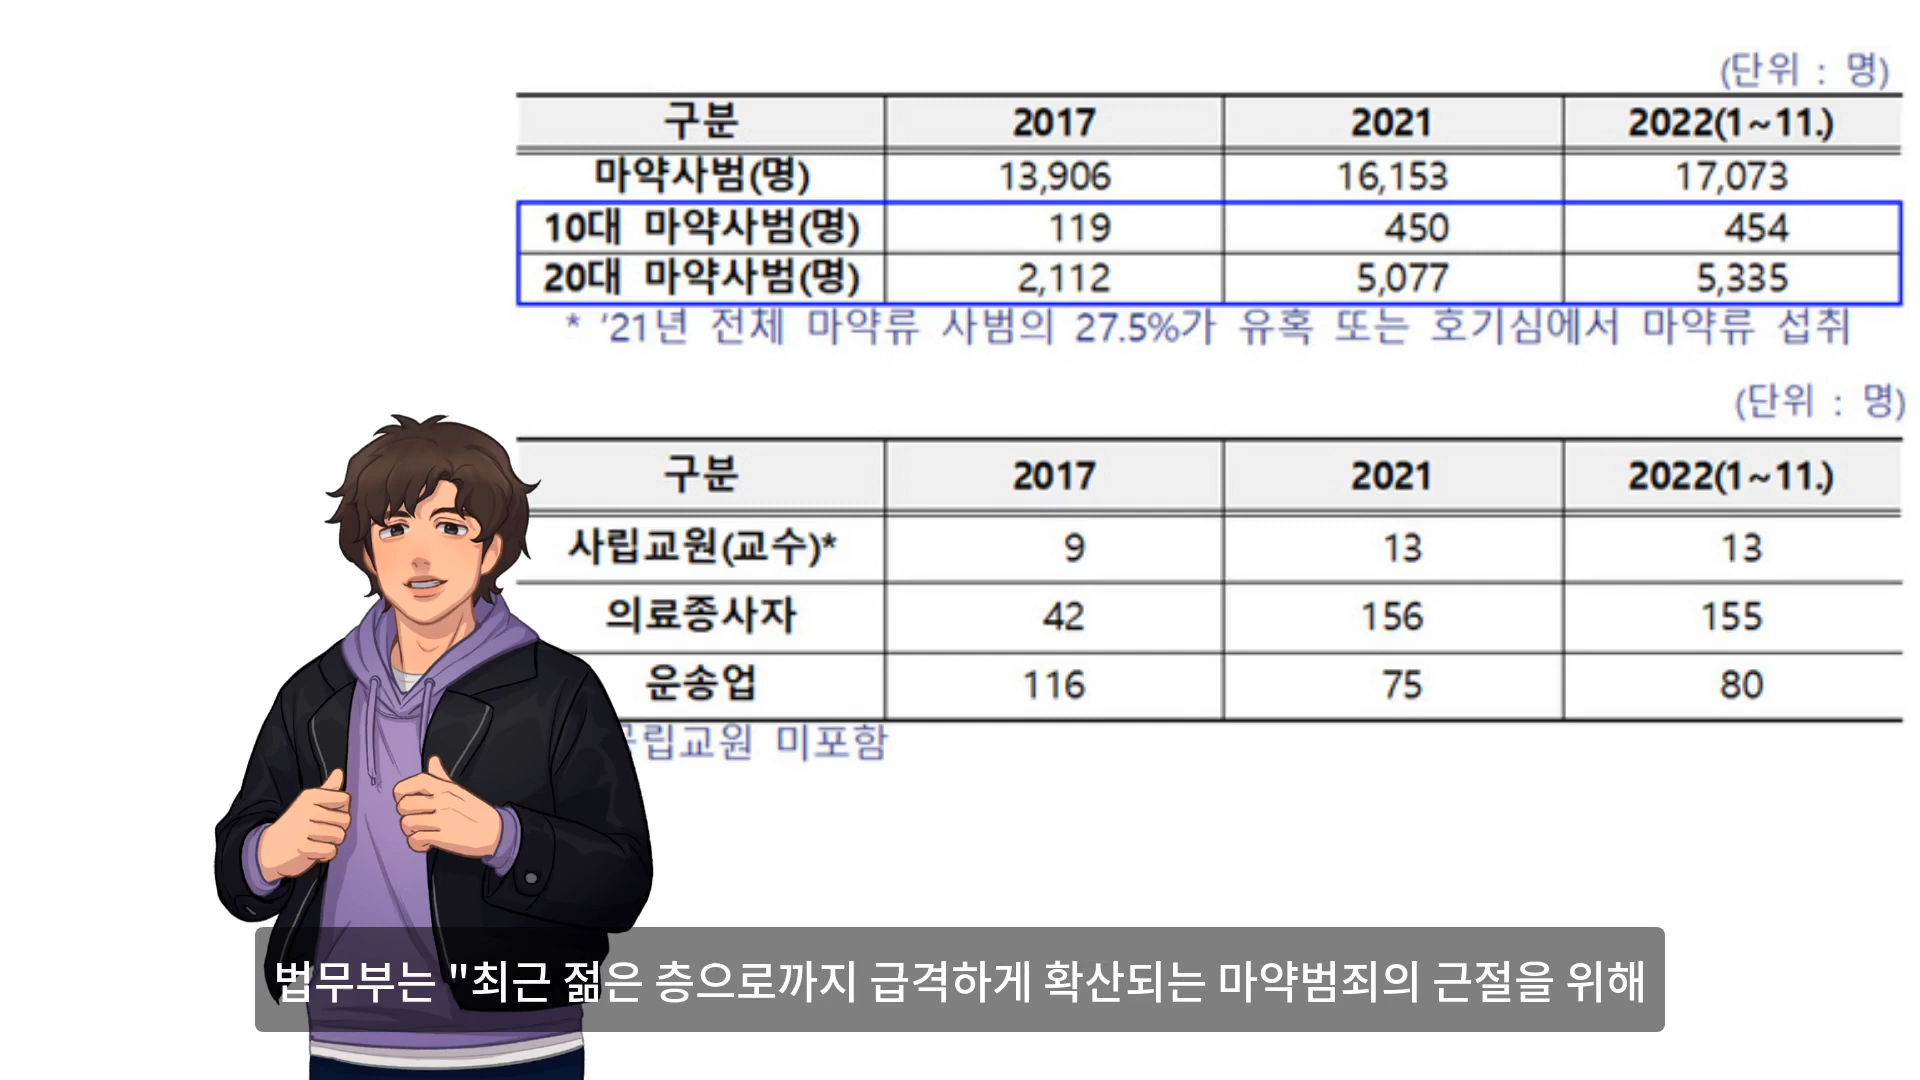 (단위 : 명)
구분 2017 2021 2022(1~11.)
마약사범(명) 13,906 16,153 17,073
10대 마약사범(명) 119 450 454
20대 마약사범(명) 2,112 5,077 5,335
* ‘21년 전체 마약류 사범의 27.5%가 유혹 또는 호기심에서 마약류 섭취
(단위 : 명)
구분 2017 2021 2022(1~11.)
사립교원(교수)* 9 13 13
의료종사자 42 156 155
운송업 116 75 80
미포함
법무부는 "최근 젊은 층으로까지 급격하게 확산되는 마약범죄의 근절을 위해